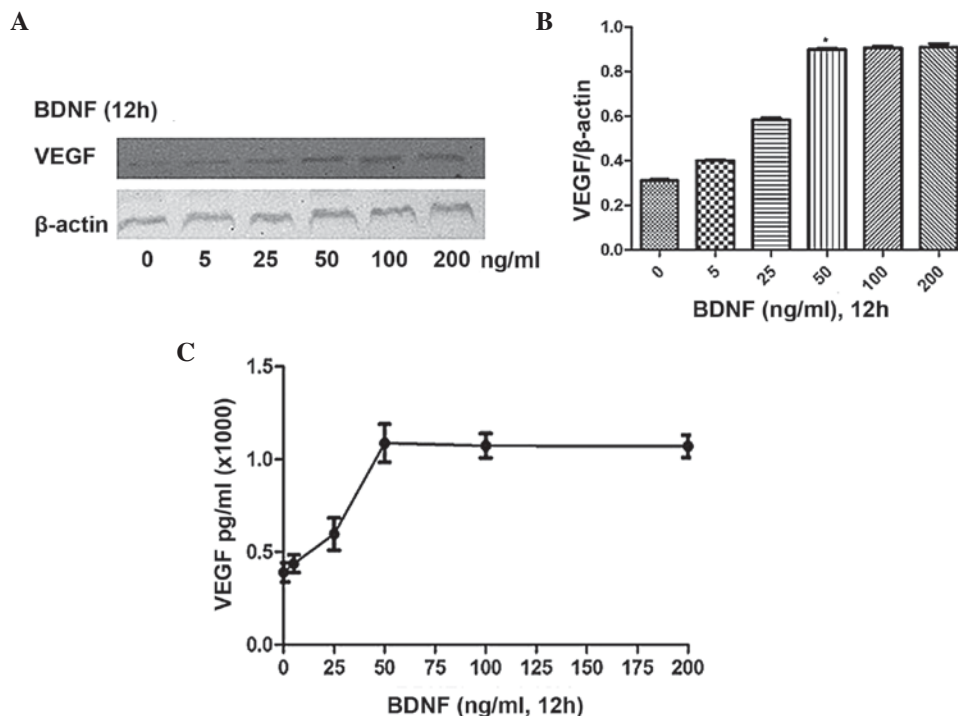 A
BDNF (12h)
VEGF
β-actin
0 5 25 50 100 200 ng/ml
B
VEGF/β-actin
1.0
0.8
0.6
0.4
0.2
0.0
*
0 5 25 50 100 200
BDNF (ng/ml), 12h
C
VEGF pg/ml (x1000)
1.5
1.0
0.5
0.0
0 25 50 75 100 125 150 175 200
BDNF (ng/ml, 12h)